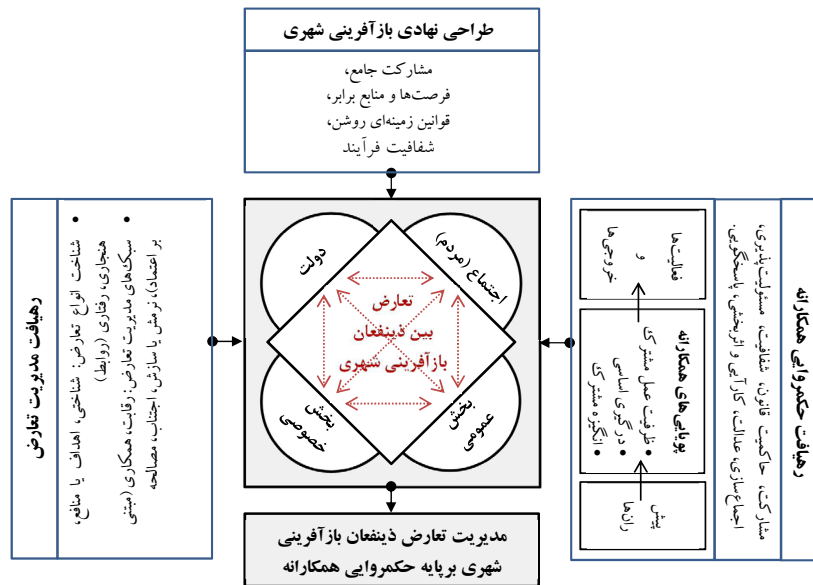 طراحی نهادی بازآفرینی شهری
مشارکت جامع،
فرصت‌ها و منابع برابر،
قوانین زمینه‌ای روشن،
شفافیت فرآیند
رهیافت حکمروایی همکارانه
مشارکت، حاکمیت قانون، شفافیت، مسئولیت‌پذیری،
اجماع‌سازی، عدالت، کارآیی و اثربخشی، پاسخگویی.
پیش
ران‌ها
پویایی‌های همکارانه
• ظرفیت عمل مشترک
• درگیری اساسی
• انگیزه مشترک
فعالیت‌ها
و
خروجی‌ها
اجتماع (مردم)
دولت
تعارض
بین ذینفعان
بازآفرینی شهری
بخش
عمومی
بخش
خصوصی
رهیافت مدیریت تعارض
• شناخت انواع تعارض: شناختی، اهداف یا منافع،
هنجاری، رفتاری (روابط)
• سبک‌های مدیریت تعارض: رقابت، همکاری (مبتنی
بر اعتماد)، نرمش یا سازش، اجتناب، مصالحه
مدیریت تعارض ذینفعان بازآفرینی
شهری برپایه حکمروایی همکارانه